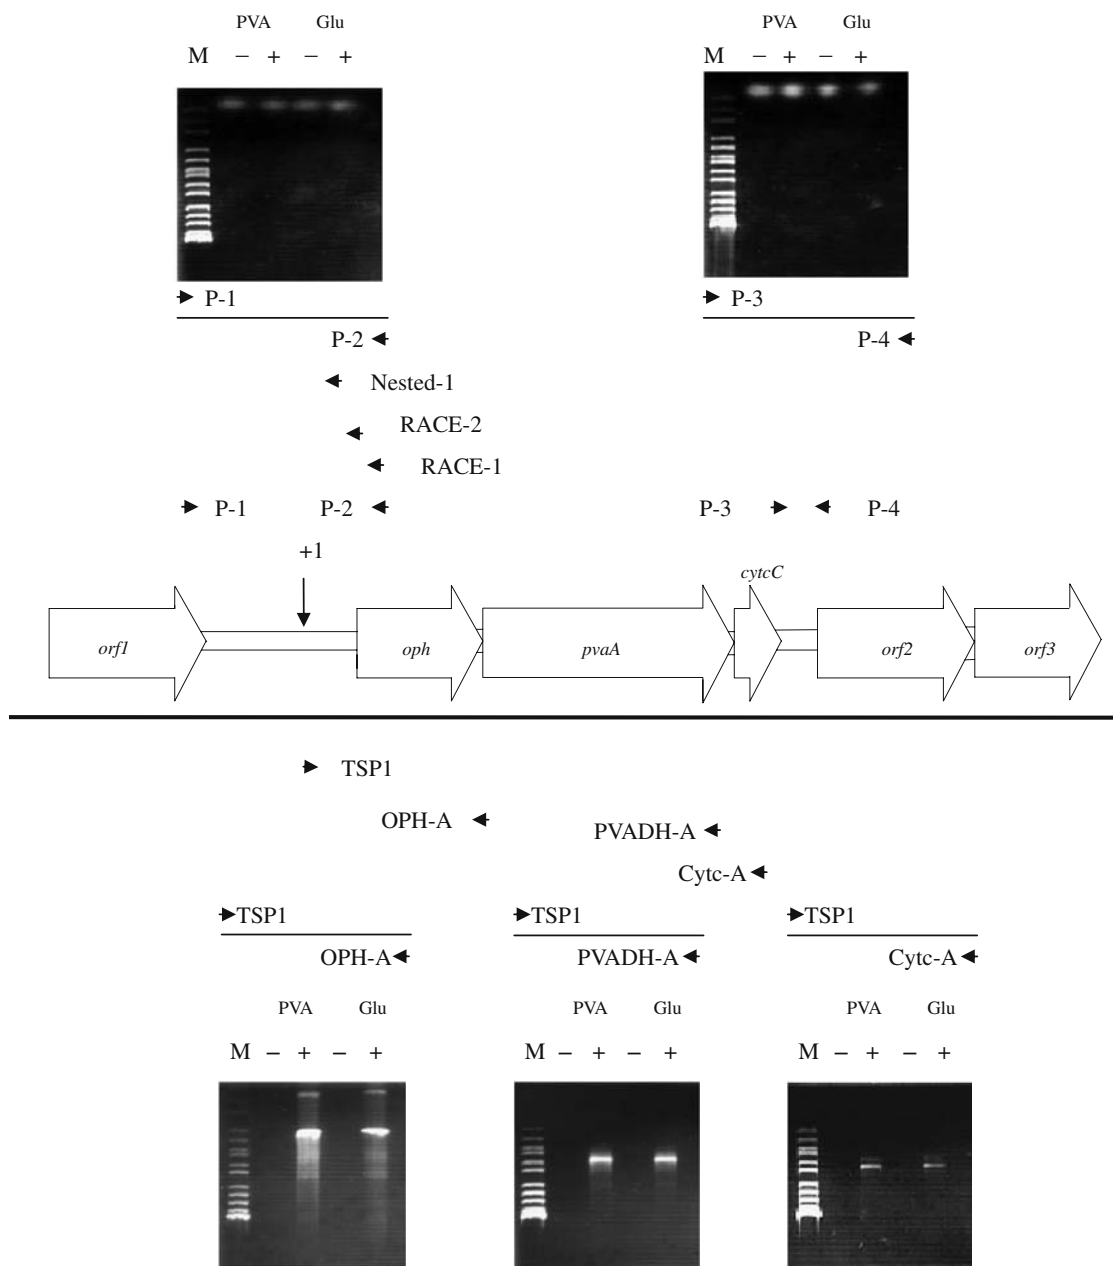 PVA Glu
M – + – +
PVA Glu
M – + – +
P-1
P-2
P-3
P-4
Nested-1
RACE-2
RACE-1
P-1 P-2 P-3 P-4
+1
cytcC
orf1 oph pvaA orf2 orf3
TSP1
OPH-A
PVADH-A
Cytc-A
TSP1
OPH-A
TSP1
PVADH-A
TSP1
Cytc-A
PVA Glu
M – + – +
PVA Glu
M – + – +
PVA Glu
M – + – +